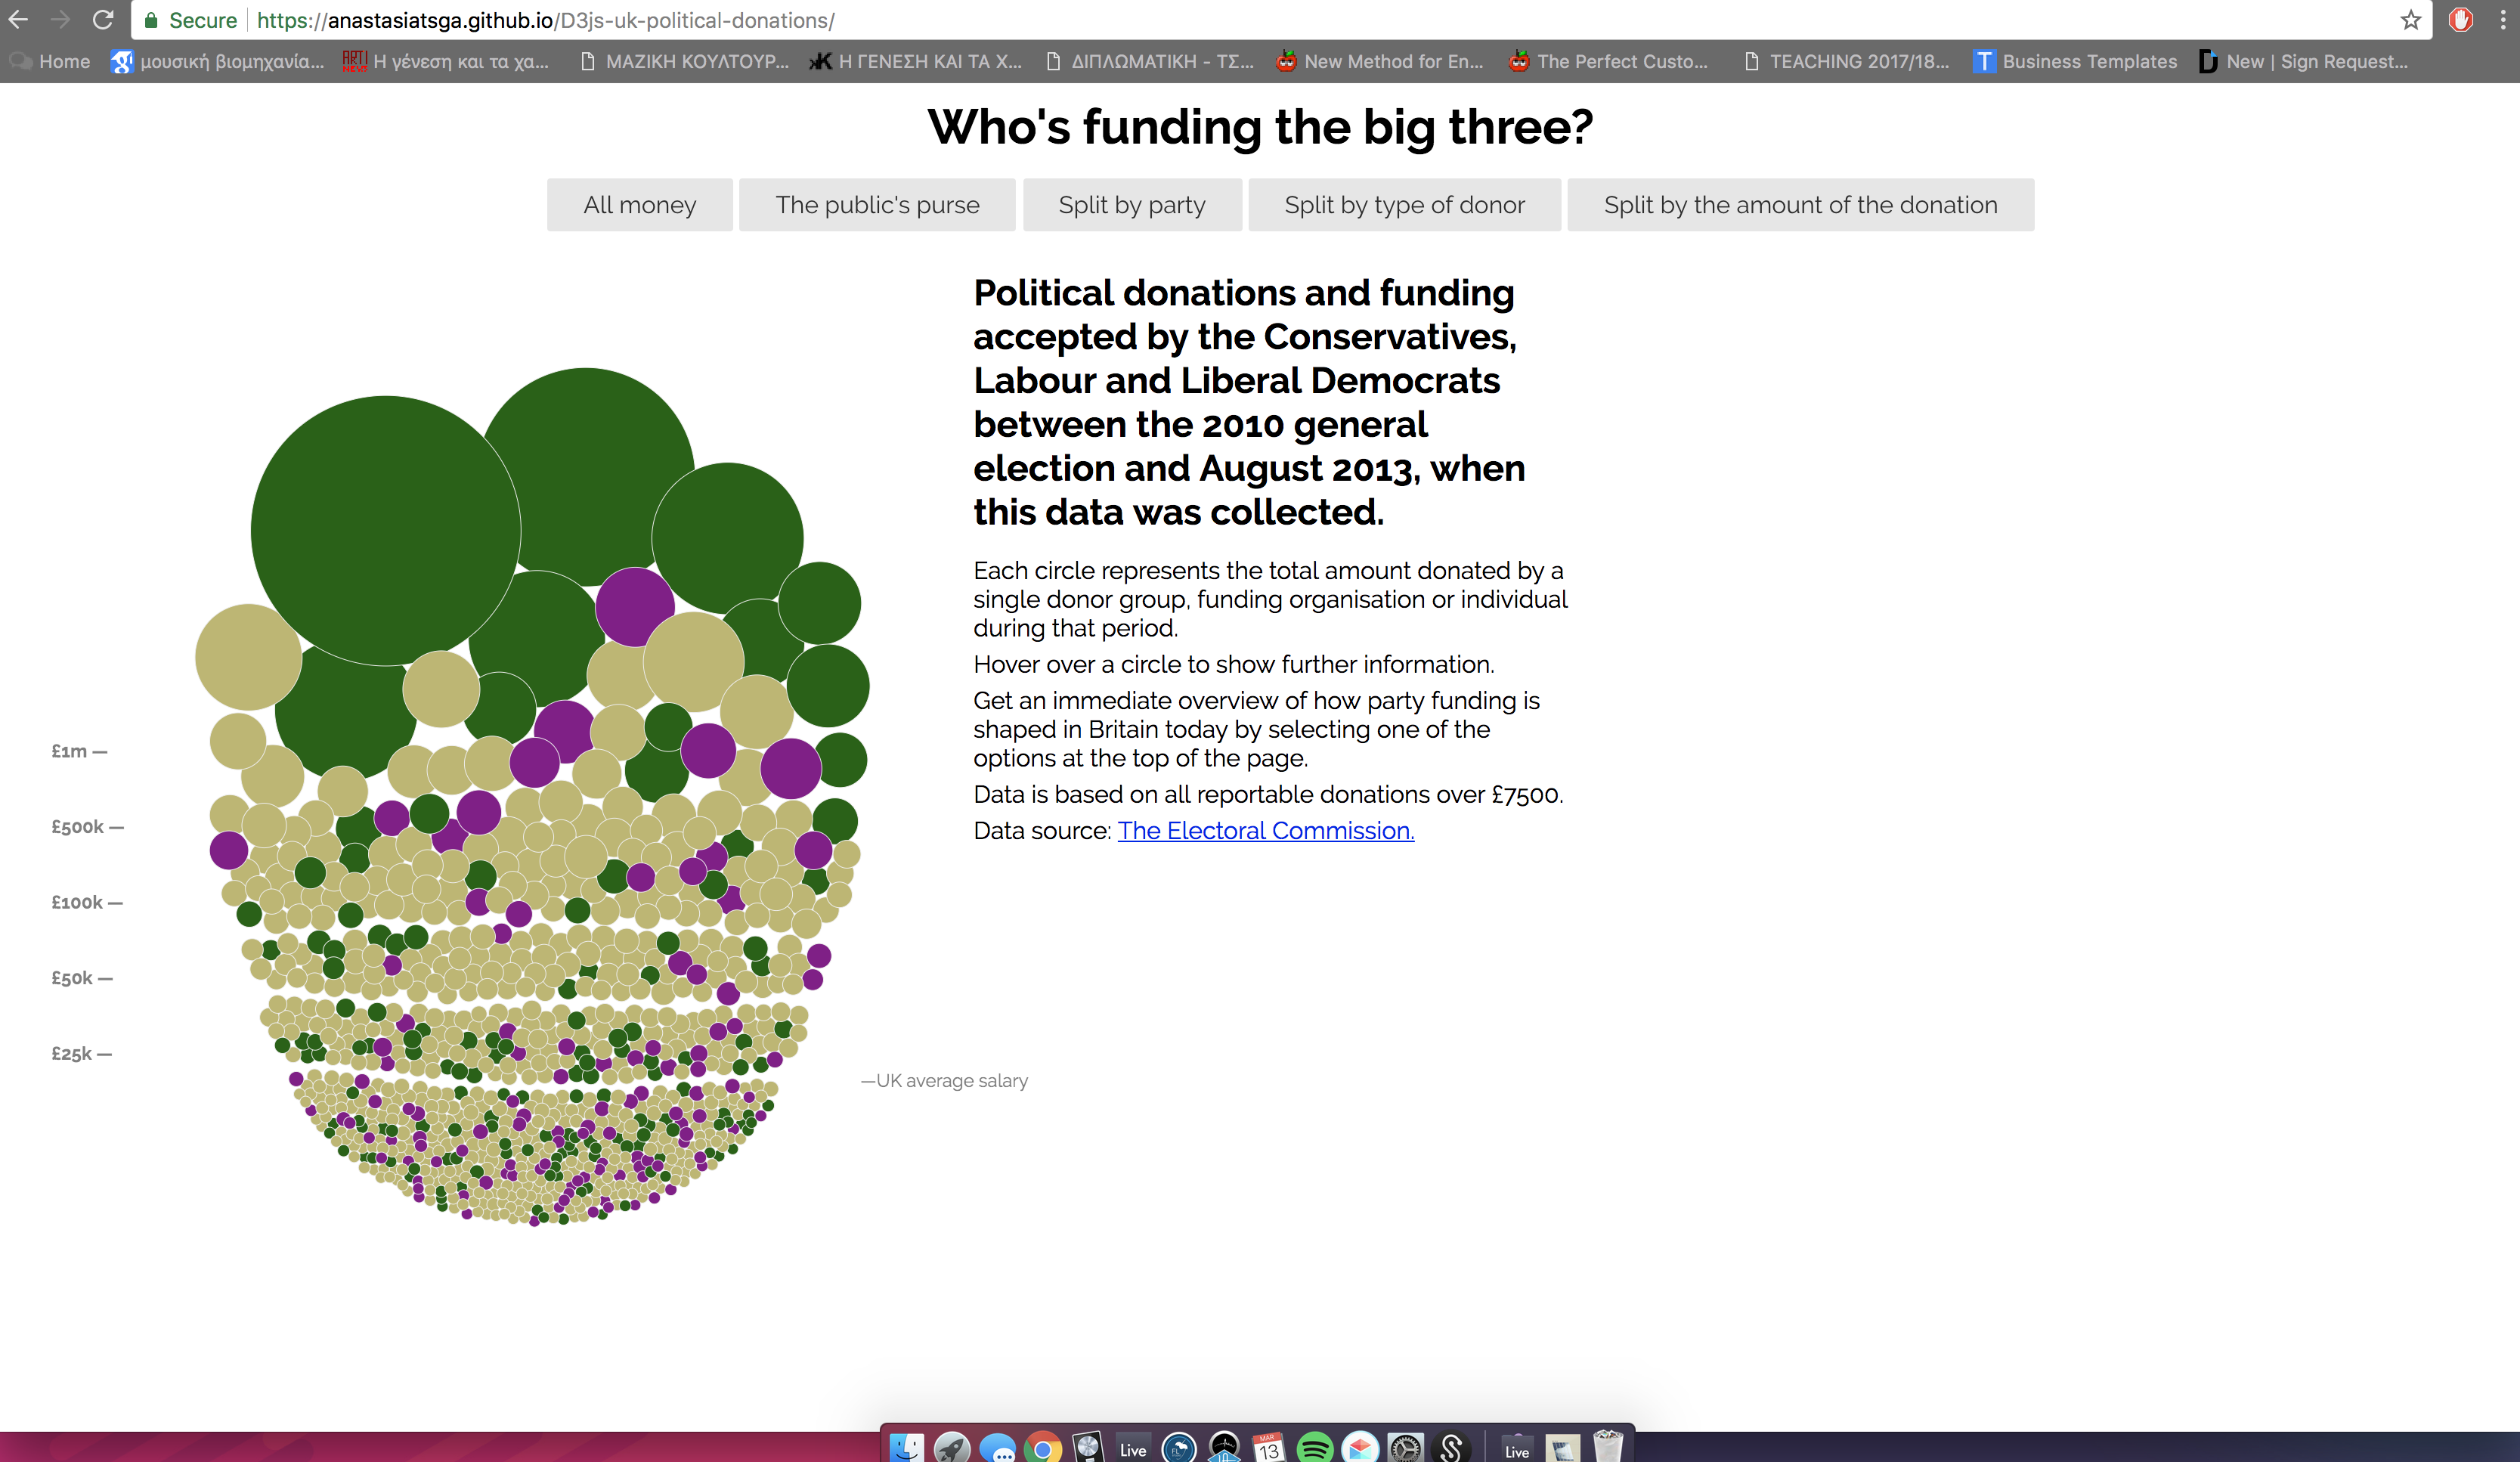 Secure https://anastasiatsga.github.io/D3js-uk-political-donations/
Home μουσική βιομηχανία... Η γένεση και τα χα... ΜΑΖΙΚΗ ΚΟΥΛΤΟΥΡ... Η ΓΕΝΕΣΗ ΚΑΙ ΤΑ Χ... ΔΙΠΛΩΜΑΤΙΚΗ - ΤΣ... New Method for En... The Perfect Custo... TEACHING 2017/18... Business Templates New | Sign Request...
Who's funding the big three?
All money The public's purse Split by party Split by type of donor Split by the amount of the donation
Political donations and funding
accepted by the Conservatives,
Labour and Liberal Democrats
between the 2010 general
election and August 2013, when
this data was collected.
Each circle represents the total amount donated by a
single donor group, funding organisation or individual
during that period.
Hover over a circle to show further information.
Get an immediate overview of how party funding is
shaped in Britain today by selecting one of the
options at the top of the page.
Data is based on all reportable donations over £7500.
Data source: The Electoral Commission.
£1m —
£500k —
£100k —
£50k —
£25k —
—UK average salary
Live MAR 13 Live